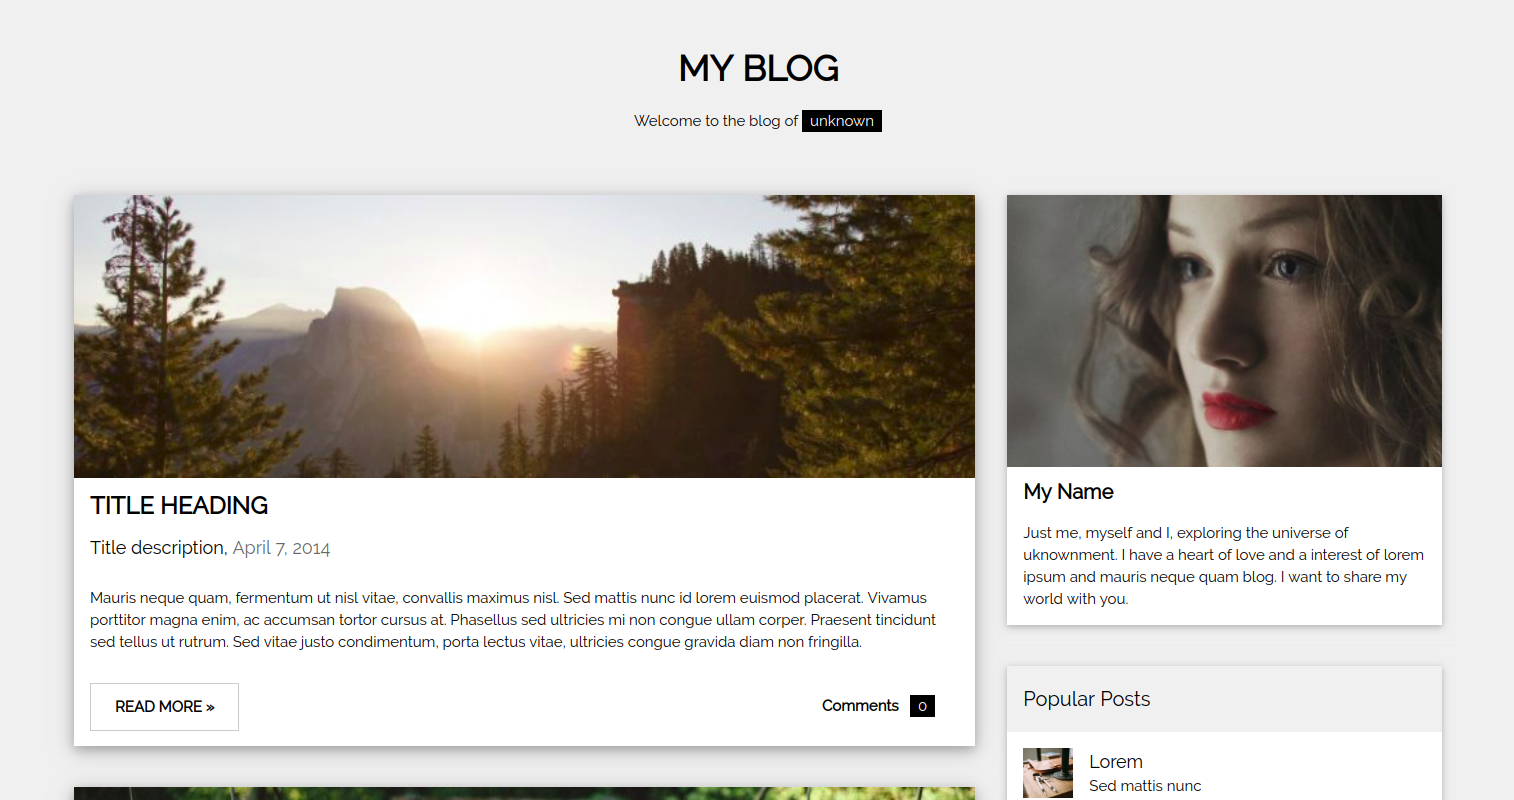 MY BLOG
Welcome to the blog of unknown
TITLE HEADING
Title description, April 7, 2014
Mauris neque quam, fermentum ut nisl vitae, convallis maximus nisl. Sed mattis nunc id lorem euismod placerat. Vivamus
porttitor magna enim, ac accumsan tortor cursus at. Phasellus sed ultricies mi non congue ullam corper. Praesent tincidunt
sed tellus ut rutrum. Sed vitae justo condimentum, porta lectus vitae, ultricies congue gravida diam non fringilla.
READ MORE »
Comments 0
My Name
Just me, myself and I, exploring the universe of
uknownment. I have a heart of love and a interest of lorem
ipsum and mauris neque quam blog. I want to share my
world with you.
Popular Posts
Lorem
Sed mattis nunc